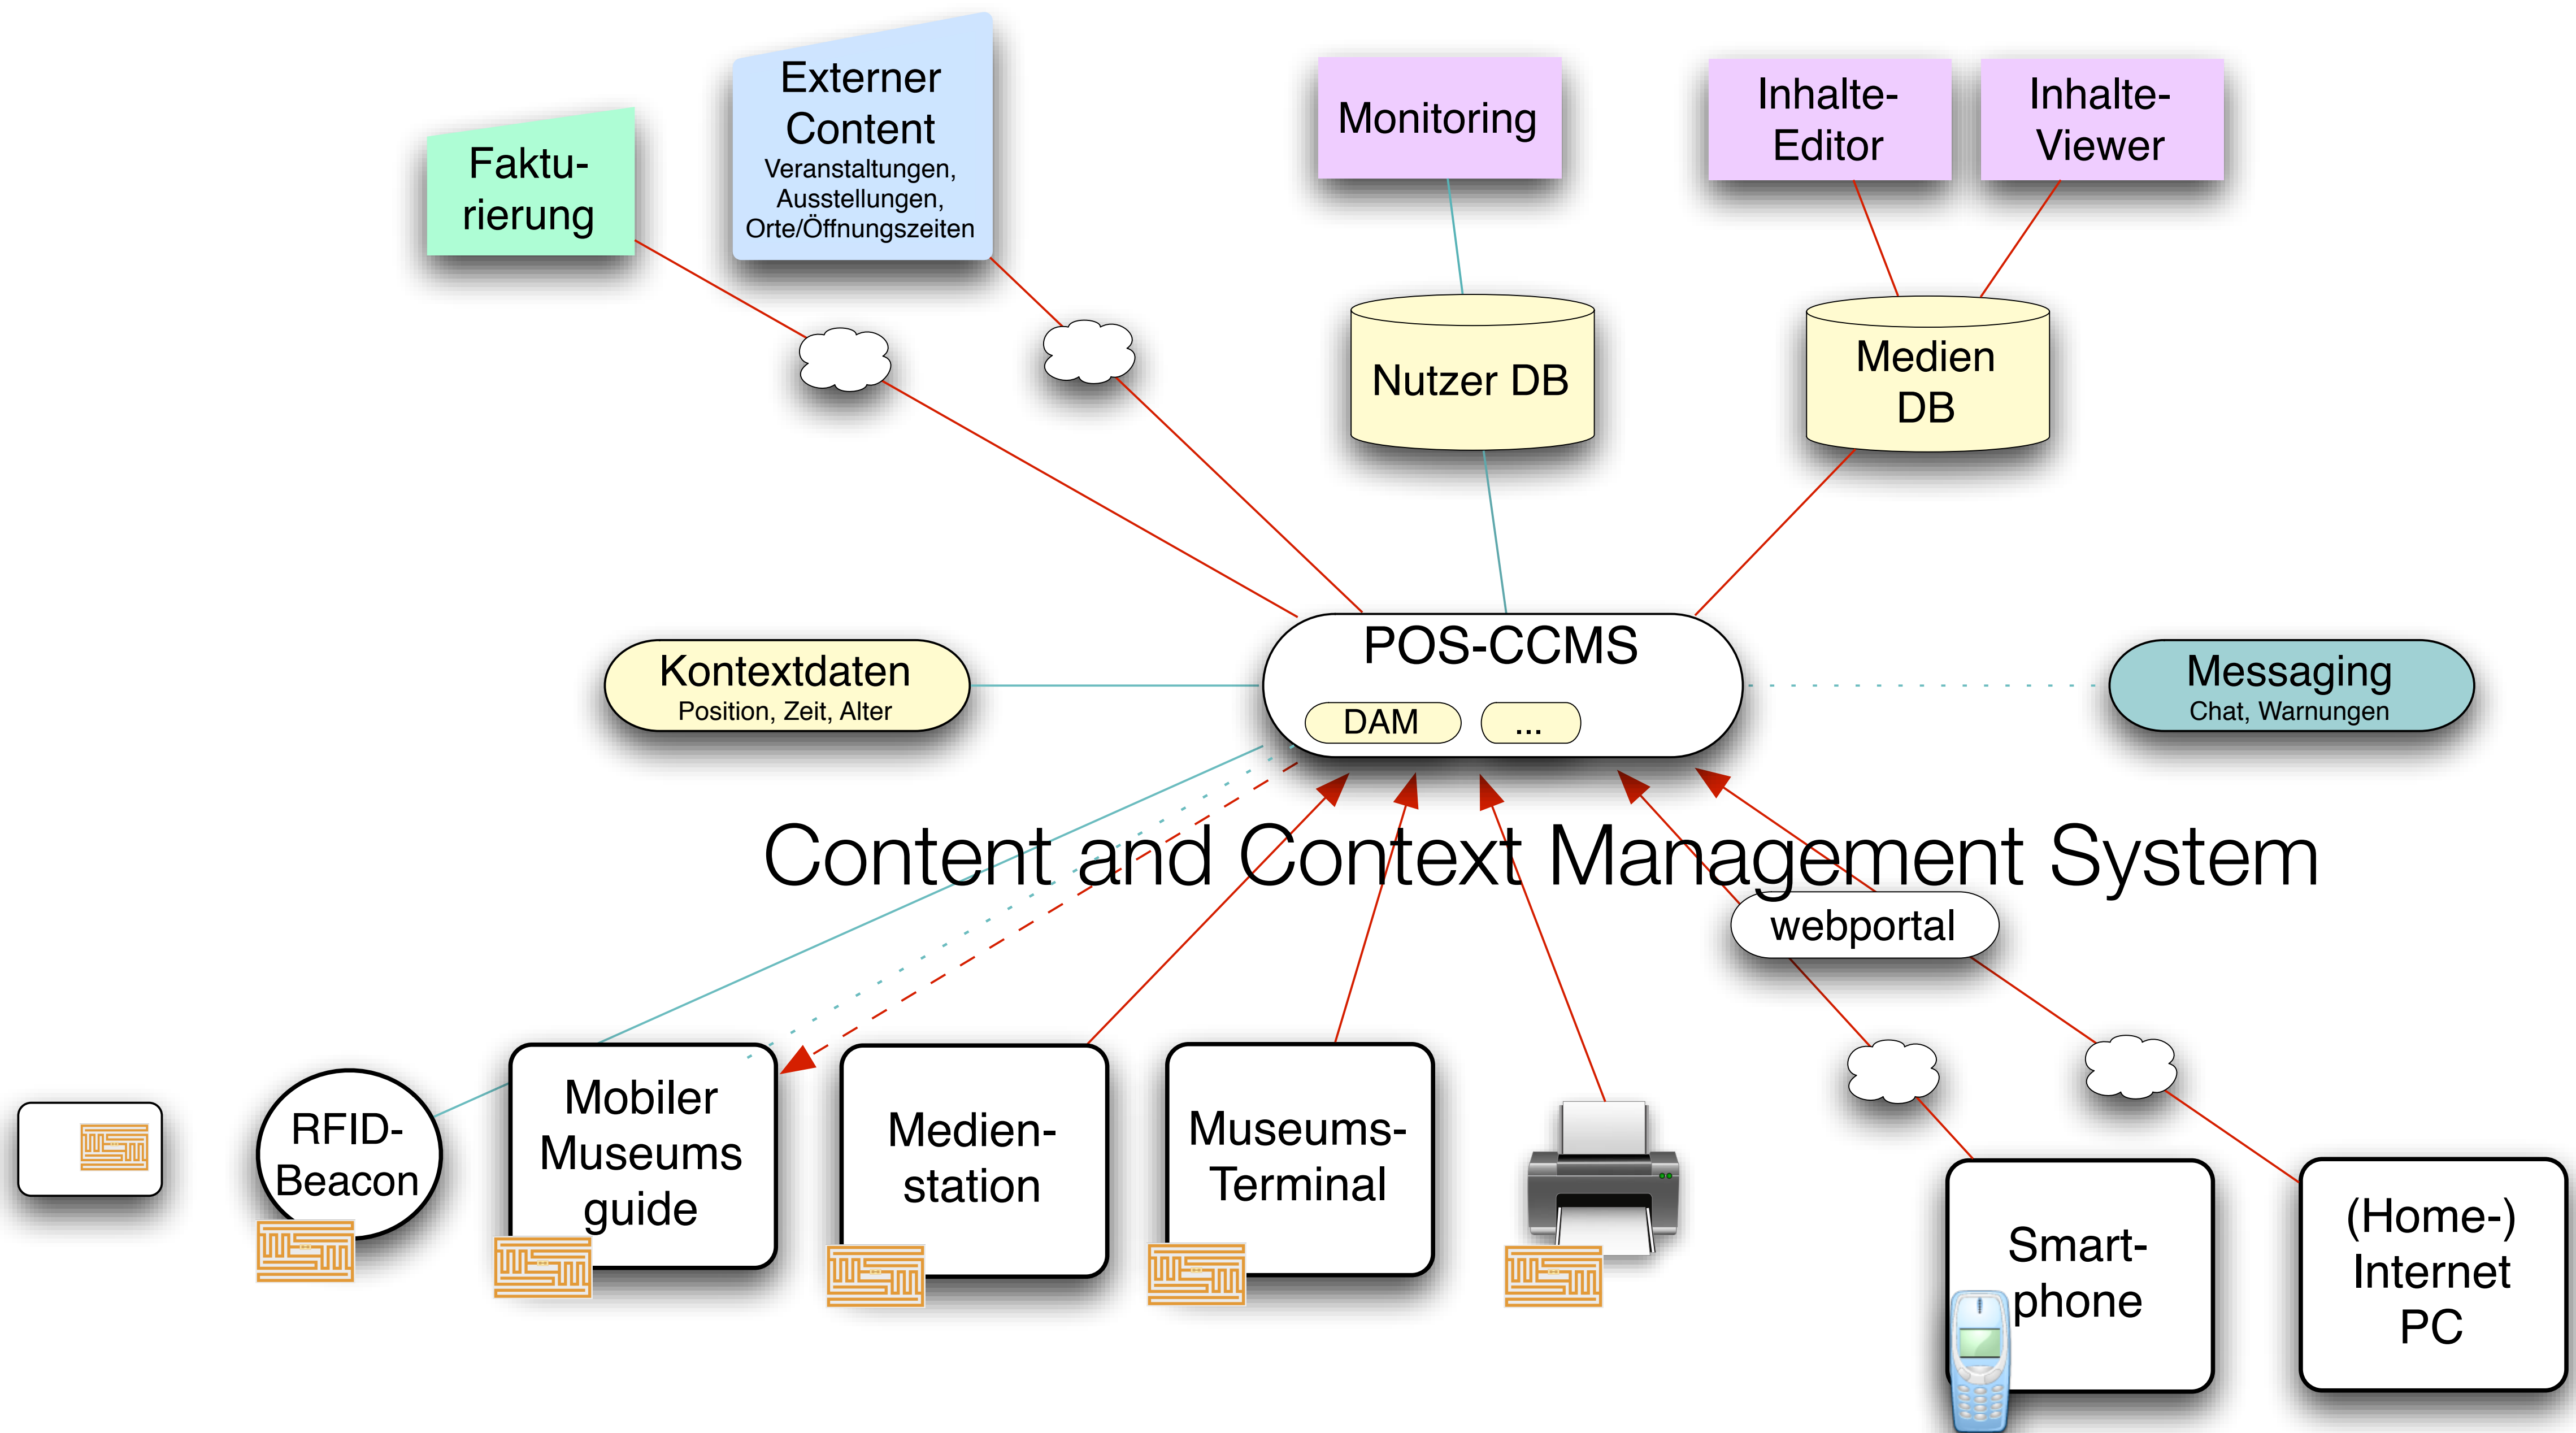 Externer
Content
Veranstaltungen,
Ausstellungen,
Orte/Öffnungszeiten
Faktu-
rierung
Monitoring
Inhalte-
Editor
Inhalte-
Viewer
Nutzer DB
Medien
DB
POS-CCMS
DAM
...
Kontextdaten
Position, Zeit, Alter
Messaging
Chat, Warnungen
Content and Context Management System
webportal
RFID-
Beacon
Mobiler
Museums
guide
Medien-
station
Museums-
Terminal
Smart-
phone
(Home-)
Internet
PC